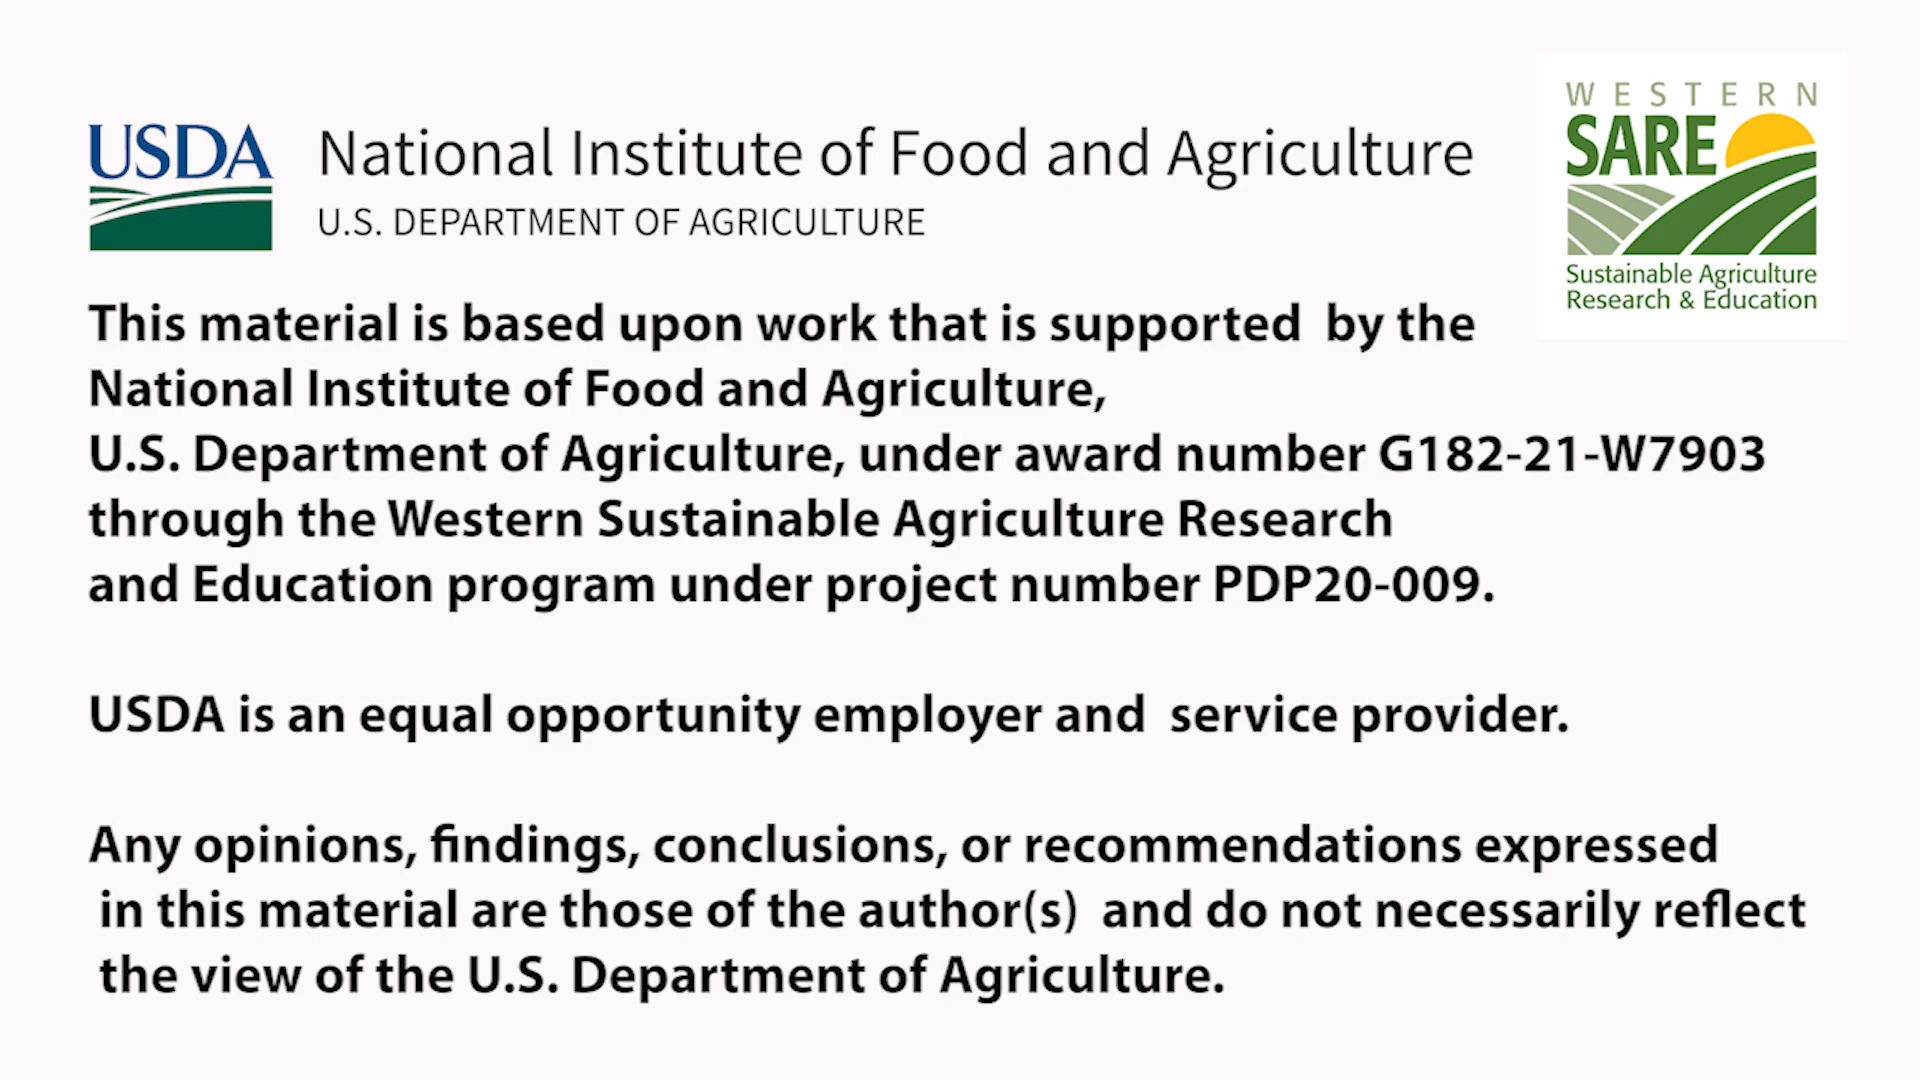 USDA
National Institute of Food and Agriculture
U.S. DEPARTMENT OF AGRICULTURE
WESTERN
SARE
Sustainable Agriculture
Research & Education
This material is based upon work that is supported by the
National Institute of Food and Agriculture,
U.S. Department of Agriculture, under award number G182-21-W7903
through the Western Sustainable Agriculture Research
and Education program under project number PDP20-009.
USDA is an equal opportunity employer and service provider.
Any opinions, findings, conclusions, or recommendations expressed
in this material are those of the author(s) and do not necessarily reflect
the view of the U.S. Department of Agriculture.